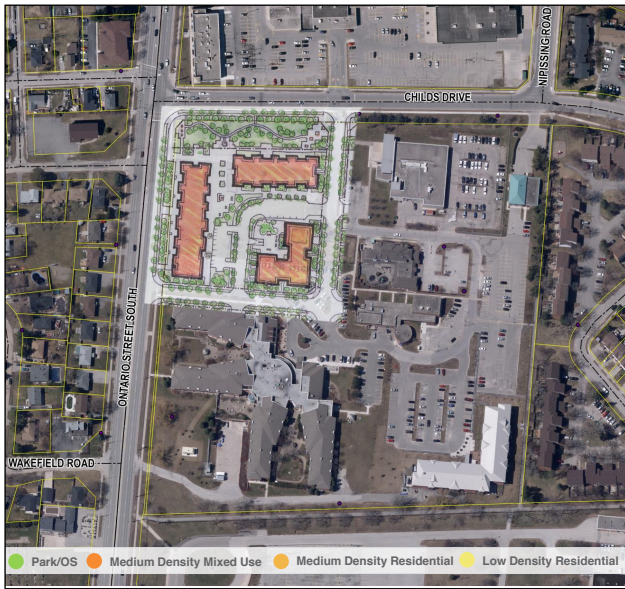 CHILDS DRIVE
NIPISSING ROAD
ONTARIO STREET SOUTH
WAKEFIELD ROAD
Park/OS Medium Density Mixed Use Medium Density Residential Low Density Residential